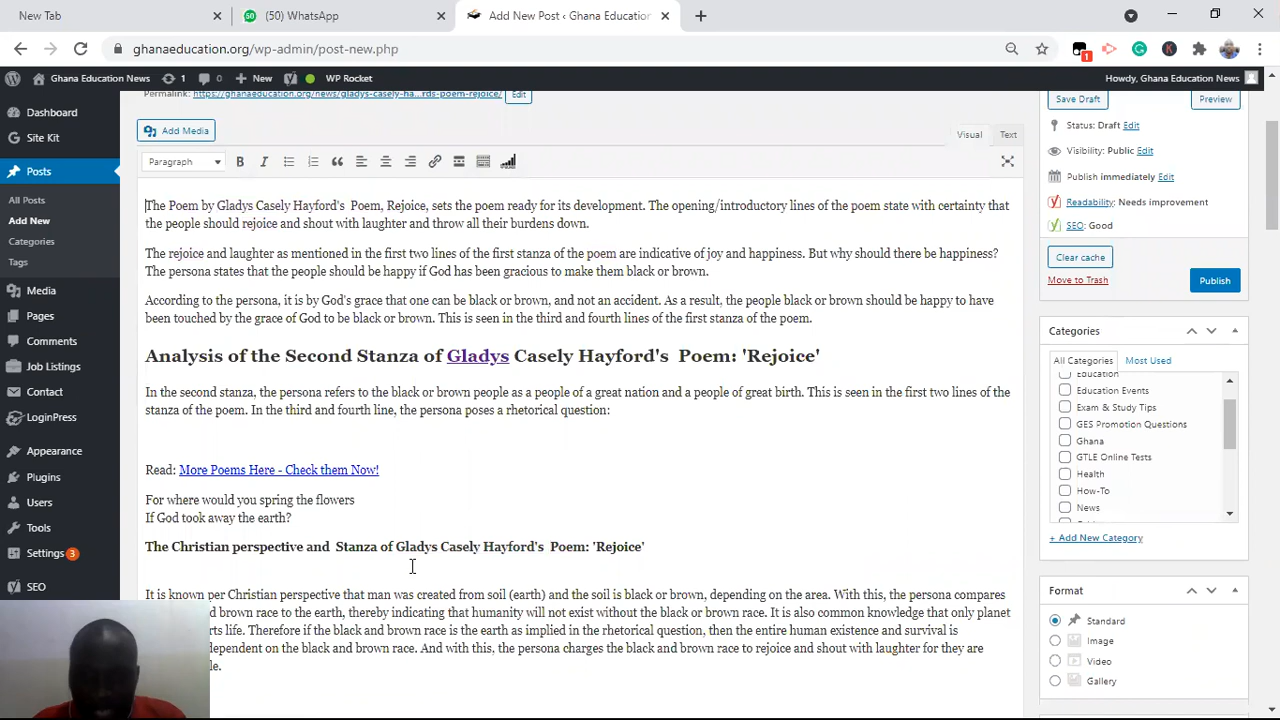 New Tab
(50) WhatsApp
Add New Post ‹ Ghana Education
ghanaeducation.org/wp-admin/post-new.php
1
Ghana Education News
1
0
New
WP Rocket
Howdy, Ghana Education News
Dashboard
Site Kit
Posts
All Posts
Add New
Categories
Tags
Media
Pages
Comments
Job Listings
Contact
LoginPress
Appearance
Plugins
Users
Tools
Settings 3
SEO
Permalink: https://ghanaeducation.org/news/gladys-casely-ha...rds-poem-rejoice/ Edit
Add Media
Visual
Text
Paragraph
The Poem by Gladys Casely Hayford's Poem, Rejoice, sets the poem ready for its development. The opening/introductory lines of the poem state with certainty that
the people should rejoice and shout with laughter and throw all their burdens down.
The rejoice and laughter as mentioned in the first two lines of the first stanza of the poem are indicative of joy and happiness. But why should there be happiness?
The persona states that the people should be happy if God has been gracious to make them black or brown.
According to the persona, it is by God's grace that one can be black or brown, and not an accident. As a result, the people black or brown should be happy to have
been touched by the grace of God to be black or brown. This is seen in the third and fourth lines of the first stanza of the poem.
Analysis of the Second Stanza of Gladys Casely Hayford's Poem: 'Rejoice'
In the second stanza, the persona refers to the black or brown people as a people of a great nation and a people of great birth. This is seen in the first two lines of the
stanza of the poem. In the third and fourth line, the persona poses a rhetorical question:
Read: More Poems Here - Check them Now!
For where would you spring the flowers
If God took away the earth?
The Christian perspective and Stanza of Gladys Casely Hayford's Poem: 'Rejoice'
It is known per Christian perspective that man was created from soil (earth) and the soil is black or brown, depending on the area. With this, the persona compares
brown race to the earth, thereby indicating that humanity will not exist without the black or brown race. It is also common knowledge that only planet
life. Therefore if the black and brown race is the earth as implied in the rhetorical question, then the entire human existence and survival is
dependent on the black and brown race. And with this, the persona charges the black and brown race to rejoice and shout with laughter for they are
Save Draft
Preview
Status: Draft Edit
Visibility: Public Edit
Publish immediately Edit
Readability: Needs improvement
SEO: Good
Clear cache
Move to Trash
Publish
Categories
All Categories
Most Used
Education
Education Events
Exam & Study Tips
GES Promotion Questions
Ghana
GTLE Online Tests
Health
How-To
News
+ Add New Category
Format
Standard
Image
Video
Gallery